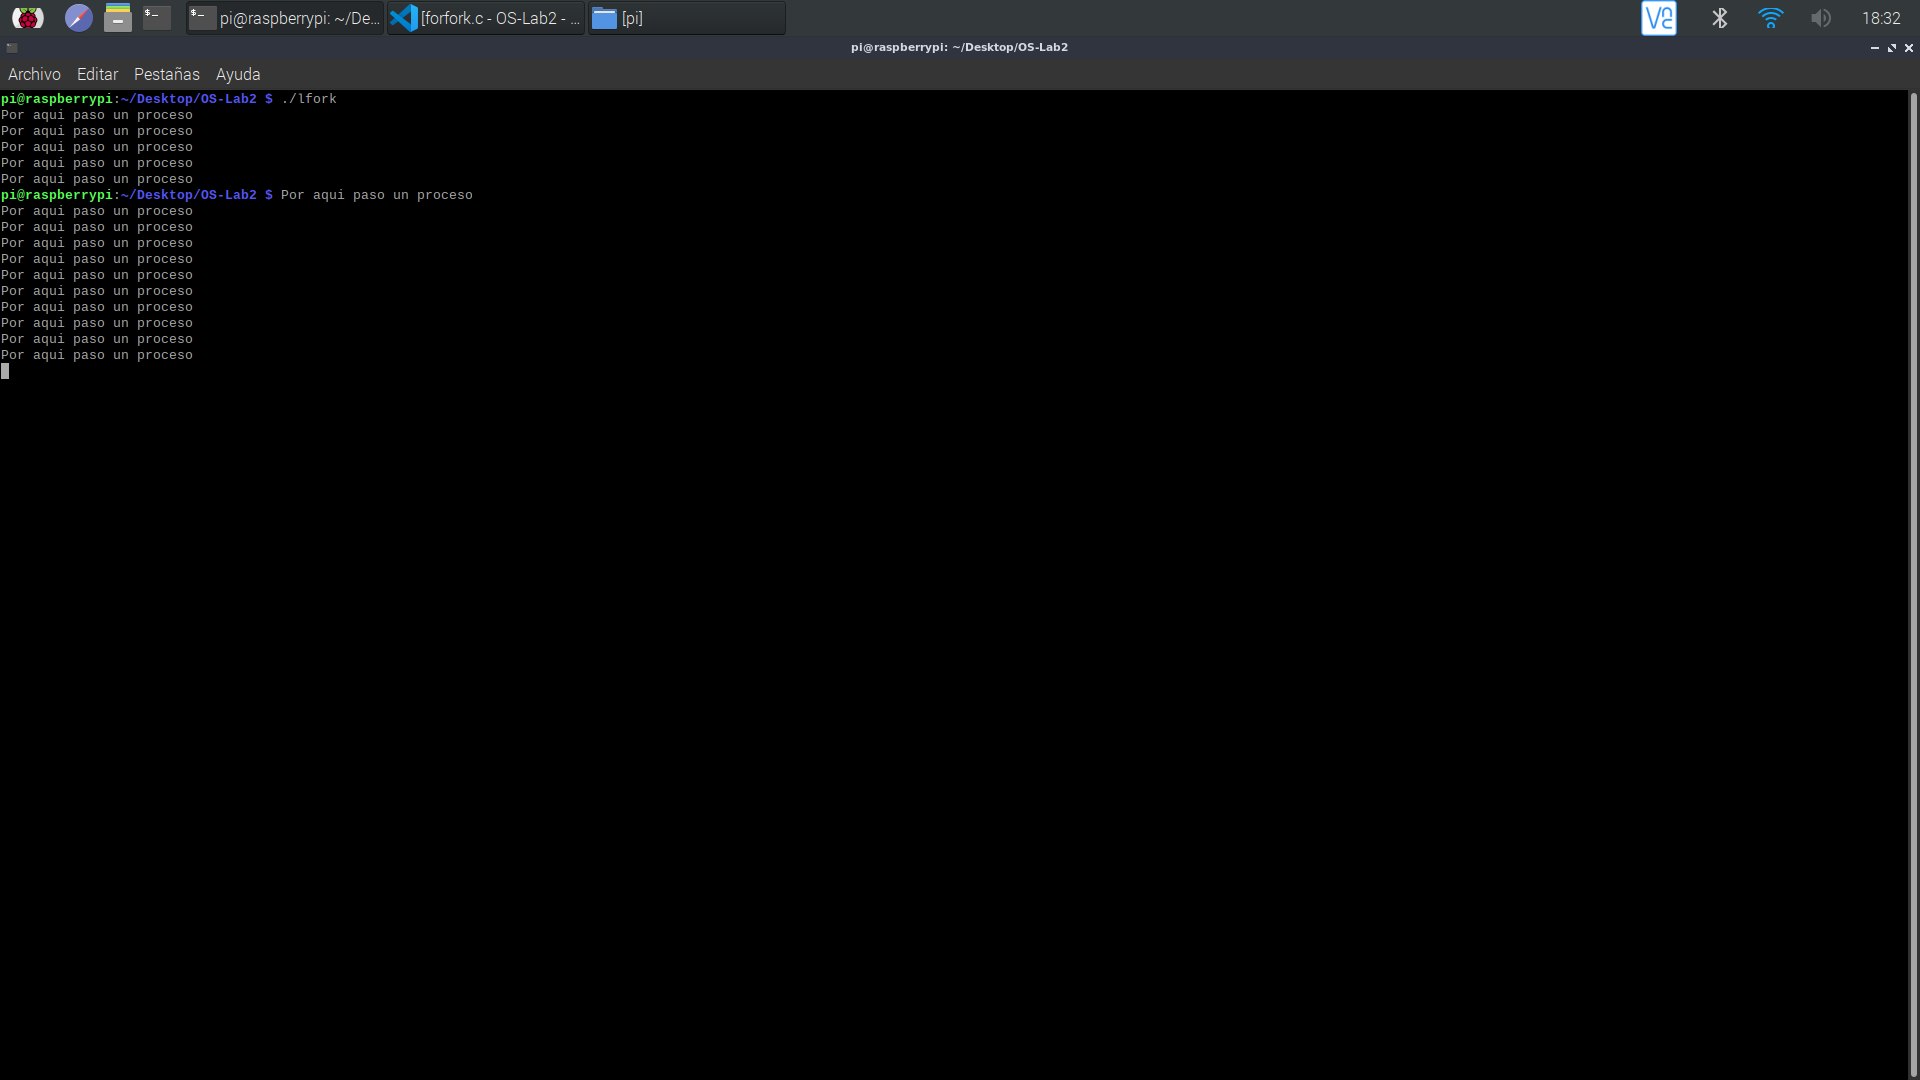 pi@raspberrypi: ~/De...
[forfork.c - OS-Lab2 - ...
[pi]
18:32
pi@raspberrypi: ~/Desktop/OS-Lab2
Archivo Editar Pestañas Ayuda
pi@raspberrypi:~/Desktop/OS-Lab2 $ ./lfork
Por aqui paso un proceso
Por aqui paso un proceso
Por aqui paso un proceso
Por aqui paso un proceso
Por aqui paso un proceso
pi@raspberrypi:~/Desktop/OS-Lab2 $ Por aqui paso un proceso
Por aqui paso un proceso
Por aqui paso un proceso
Por aqui paso un proceso
Por aqui paso un proceso
Por aqui paso un proceso
Por aqui paso un proceso
Por aqui paso un proceso
Por aqui paso un proceso
Por aqui paso un proceso
Por aqui paso un proceso